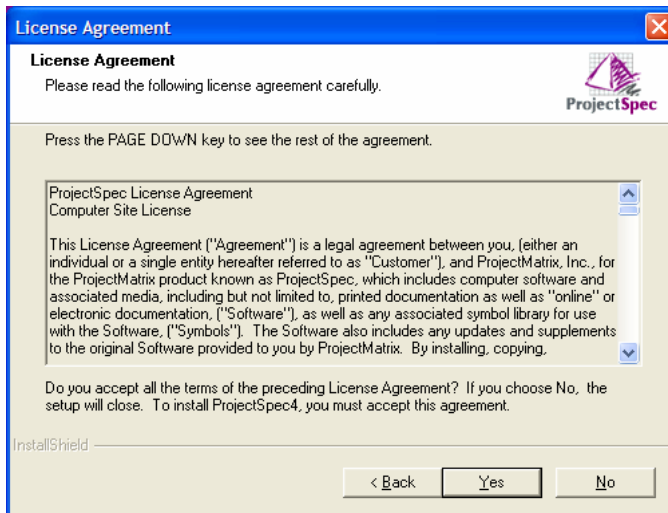 License Agreement
License Agreement
Please read the following license agreement carefully.
ProjectSpec
Press the PAGE DOWN key to see the rest of the agreement.
ProjectSpec License Agreement
Computer Site License
This License Agreement ("Agreement") is a legal agreement between you, (either an
individual or a single entity hereafter referred to as "Customer"), and ProjectMatrix, Inc., for
the ProjectMatrix product known as ProjectSpec, which includes computer software and
associated media, including but not limited to, printed documentation as well as "online" or
electronic documentation, ("Software"), as well as any associated symbol library for use
with the Software, ("Symbols").  The Software also includes any updates and supplements
to the original Software provided to you by ProjectMatrix.  By installing, copying,
Do you accept all the terms of the preceding License Agreement?  If you choose No,  the
setup will close.  To install ProjectSpec4, you must accept this agreement.
InstallShield
< Back
Yes
No